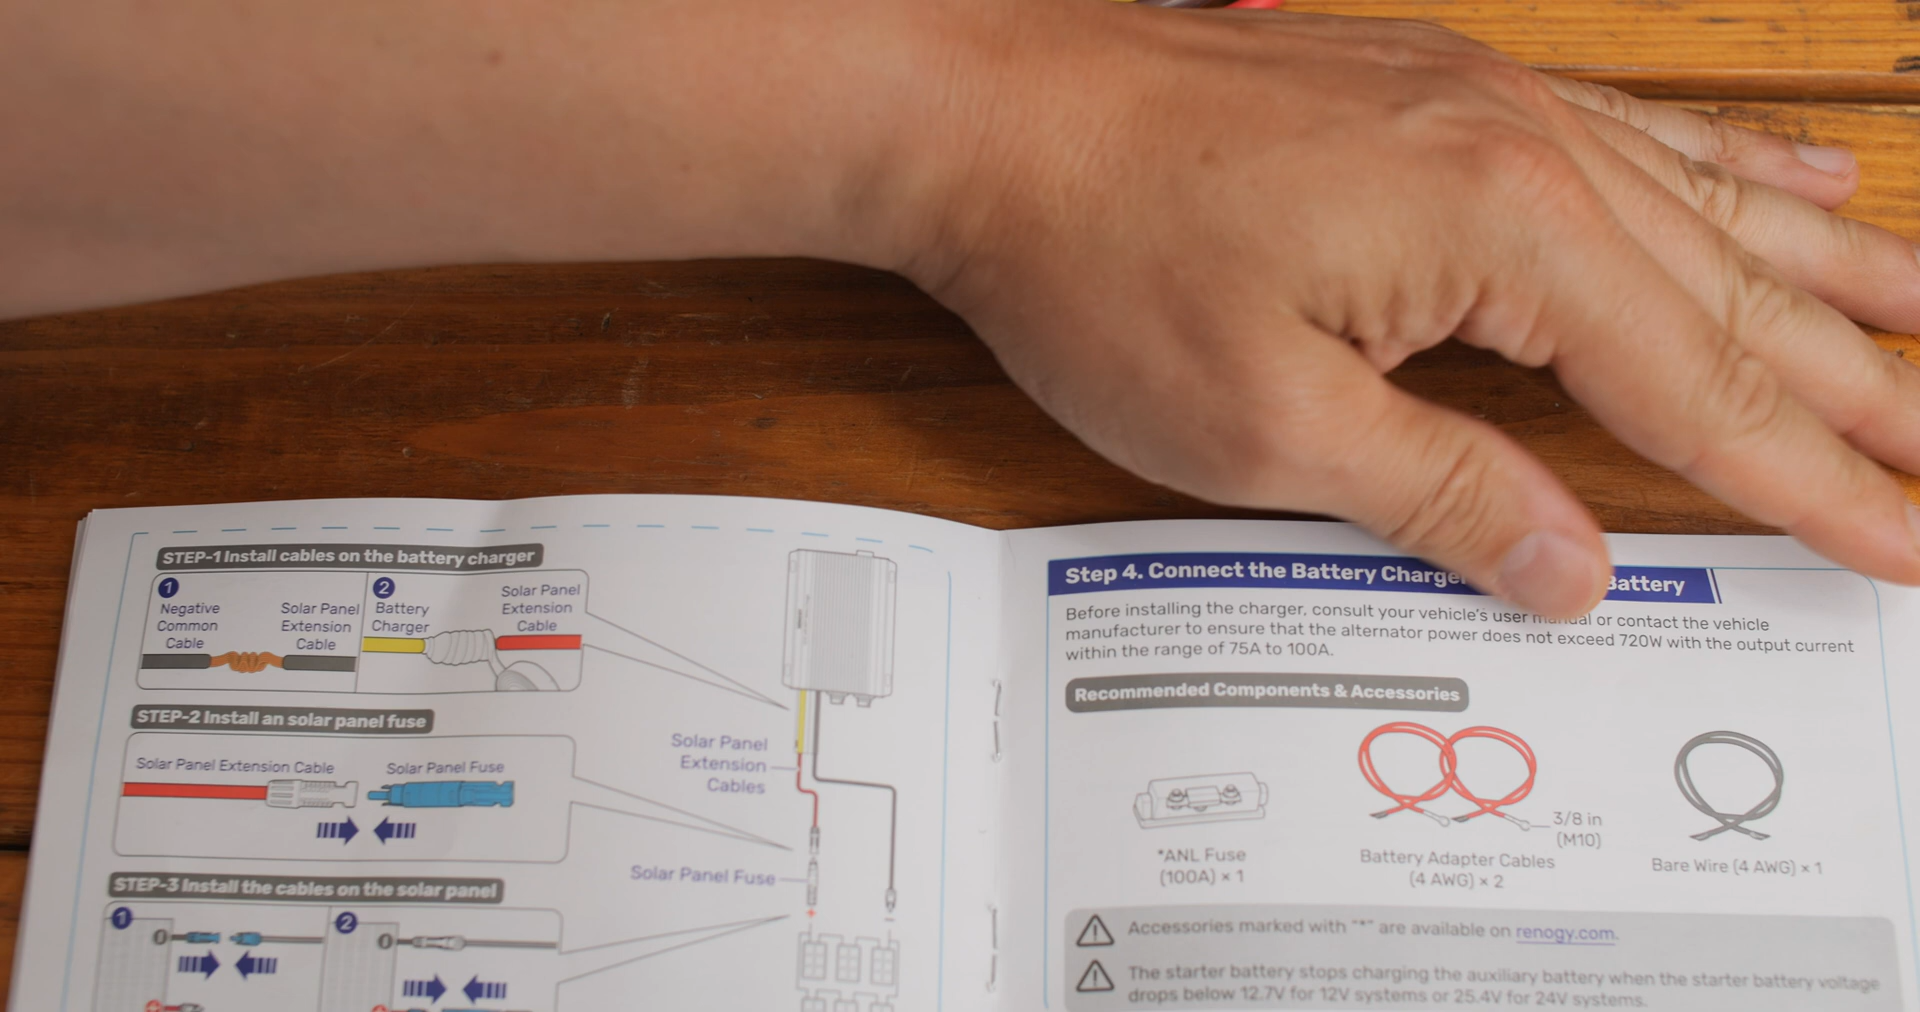 STEP-1 Install cables on the battery charger
1
Negative
Common
Cable
Solar Panel
Extension
Cable
2
Battery
Charger
Solar Panel
Extension
Cable
STEP-2 Install an solar panel fuse
Solar Panel Extension Cable
Solar Panel Fuse
STEP-3 Install the cables on the solar panel
1
2
Solar Panel
Extension
Cables
Solar Panel Fuse
+
−
Step 4. Connect the Battery Charger
Battery
Before installing the charger, consult your vehicle's user manual or contact the vehicle
manufacturer to ensure that the alternator power does not exceed 720W with the output current
within the range of 75A to 100A.
Recommended Components & Accessories
*ANL Fuse
(100A) × 1
3/8 in
(M10)
Battery Adapter Cables
(4 AWG) × 2
Bare Wire (4 AWG) × 1
Accessories marked with "*" are available on renogy.com.
The starter battery stops charging the auxiliary battery when the starter battery voltage
drops below 12.7V for 12V systems or 25.4V for 24V systems.